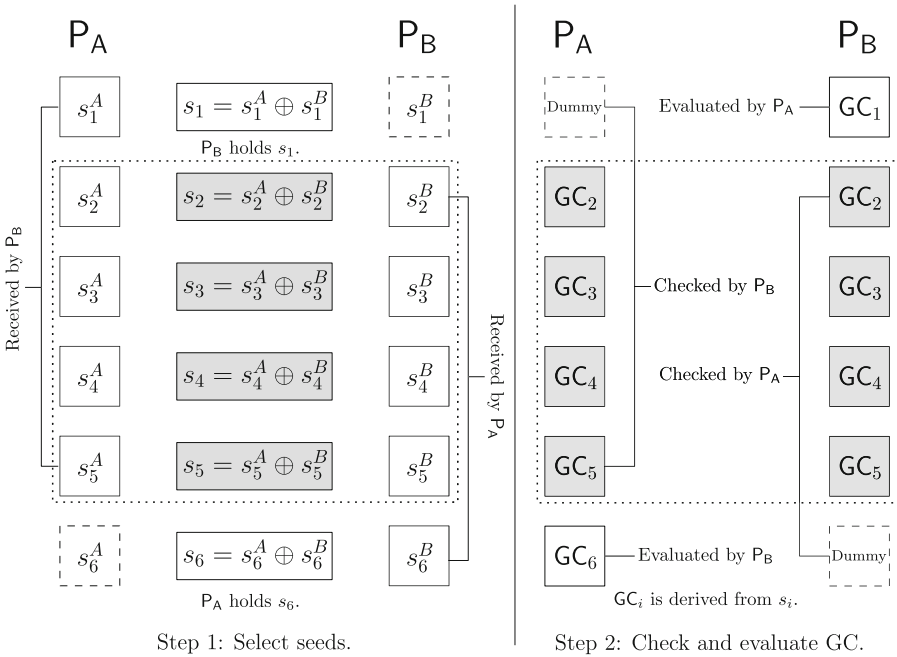 P_A P_B P_A P_B
s_1^A s_1 = s_1^A ⊕ s_1^B s_1^B Dummy Evaluated by P_A GC_1
P_B holds s_1.
s_2^A s_2 = s_2^A ⊕ s_2^B s_2^B GC_2 GC_2
Received by P_B
s_3^A s_3 = s_3^A ⊕ s_3^B s_3^B GC_3 Checked by P_B GC_3
s_4^A s_4 = s_4^A ⊕ s_4^B s_4^B GC_4 Checked by P_A GC_4
Received by P_A
s_5^A s_5 = s_5^A ⊕ s_5^B s_5^B GC_5 GC_5
s_6^A s_6 = s_6^A ⊕ s_6^B s_6^B GC_6 Evaluated by P_B Dummy
P_A holds s_6. GC_i is derived from s_i.
Step 1: Select seeds. Step 2: Check and evaluate GC.